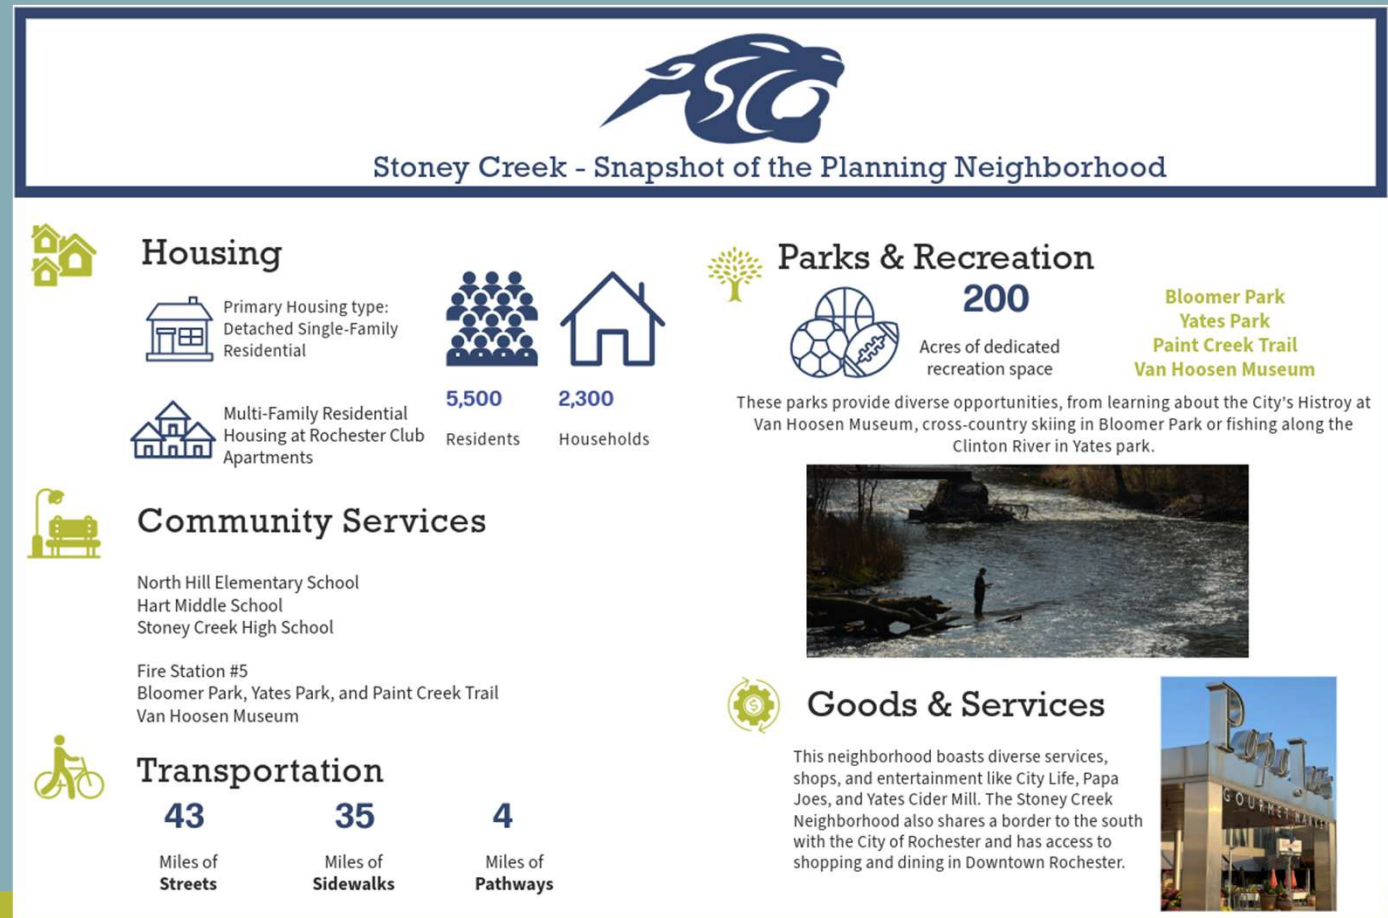 SC
Stoney Creek - Snapshot of the Planning Neighborhood
Housing
Primary Housing type:
Detached Single-Family
Residential
Multi-Family Residential
Housing at Rochester Club
Apartments
5,500
Residents
2,300
Households
Community Services
North Hill Elementary School
Hart Middle School
Stoney Creek High School
Fire Station #5
Bloomer Park, Yates Park, and Paint Creek Trail
Van Hoosen Museum
Transportation
43
Miles of
Streets
35
Miles of
Sidewalks
4
Miles of
Pathways
Parks & Recreation
200
Acres of dedicated
recreation space
Bloomer Park
Yates Park
Paint Creek Trail
Van Hoosen Museum
These parks provide diverse opportunities, from learning about the City's Histroy at
Van Hoosen Museum, cross-country skiing in Bloomer Park or fishing along the
Clinton River in Yates park.
Goods & Services
$
This neighborhood boasts diverse services,
shops, and entertainment like City Life, Papa
Joes, and Yates Cider Mill. The Stoney Creek
Neighborhood also shares a border to the south
with the City of Rochester and has access to
shopping and dining in Downtown Rochester.
Papa Joe's
GOURMET MARKET